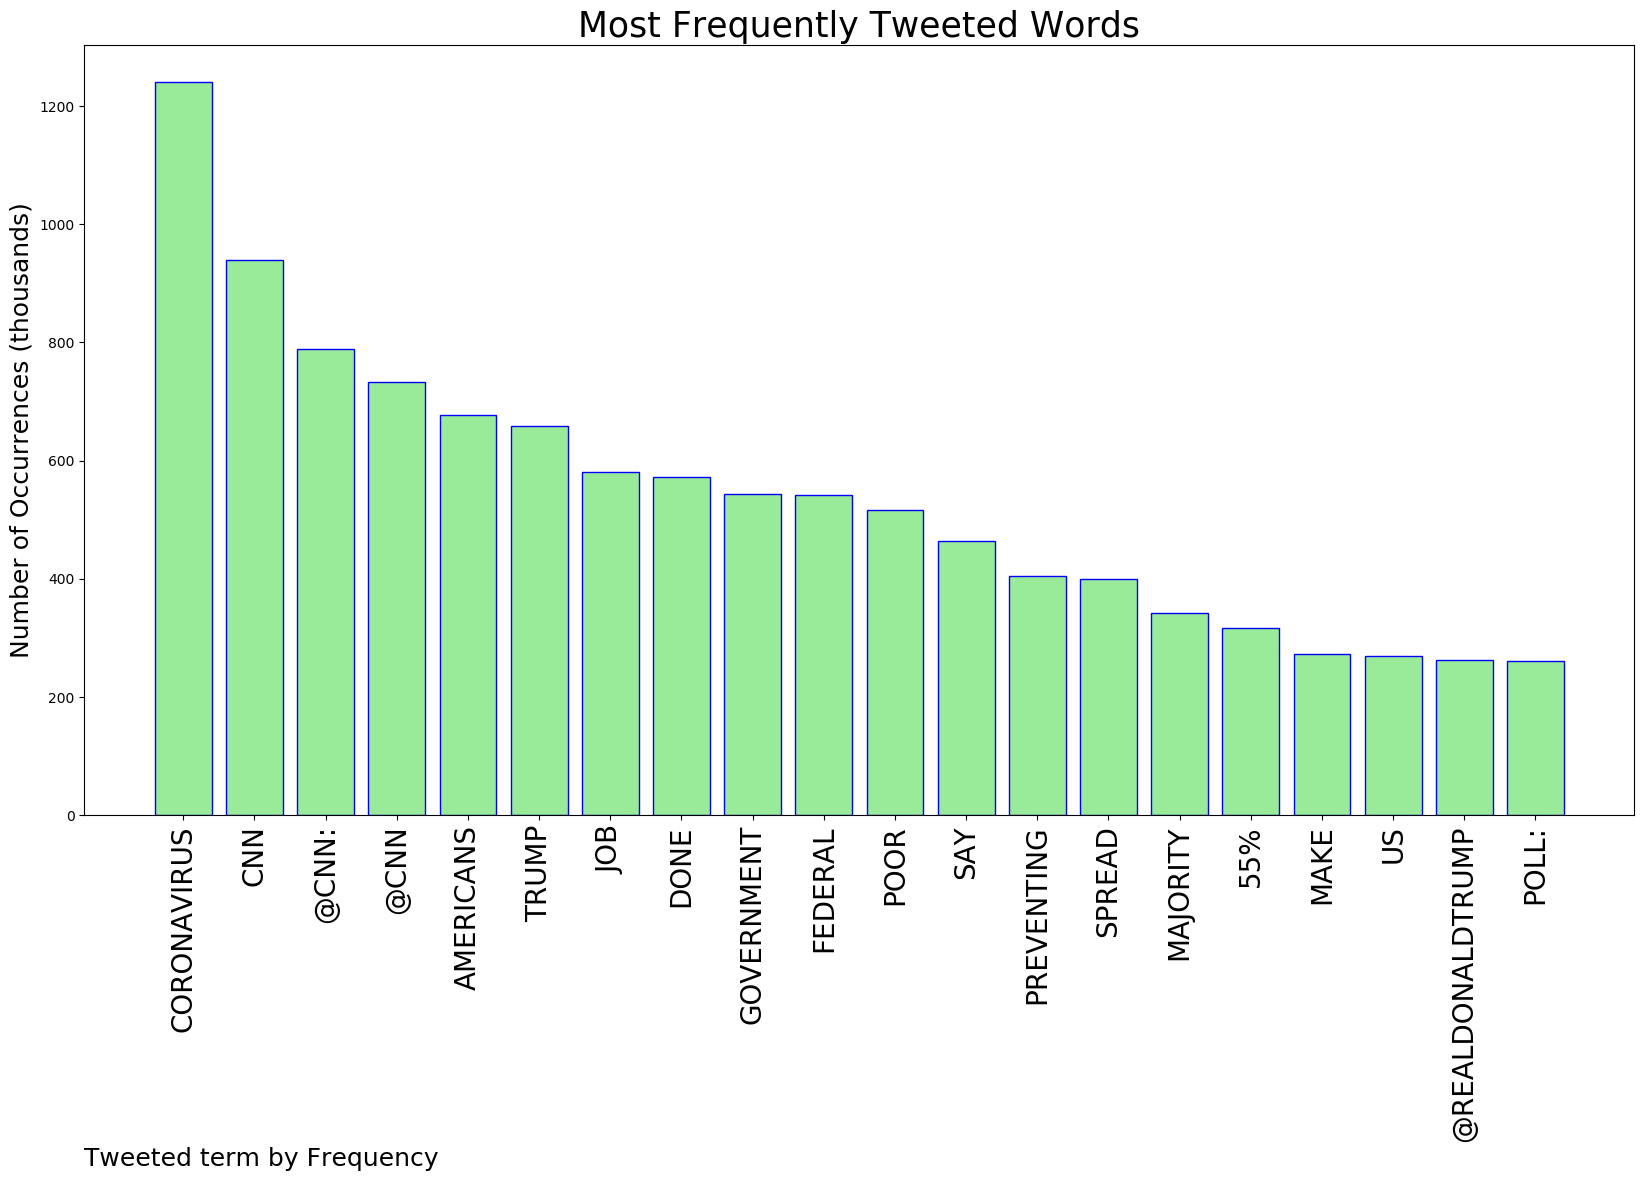 Most Frequently Tweeted Words
Number of Occurrences (thousands)
1200
1000
800
600
400
200
0
CORONAVIRUS
CNN
@CNN:
@CNN
AMERICANS
TRUMP
JOB
DONE
GOVERNMENT
FEDERAL
POOR
SAY
PREVENTING
SPREAD
MAJORITY
55%
MAKE
US
@REALDONALDTRUMP
POLL:
Tweeted term by Frequency